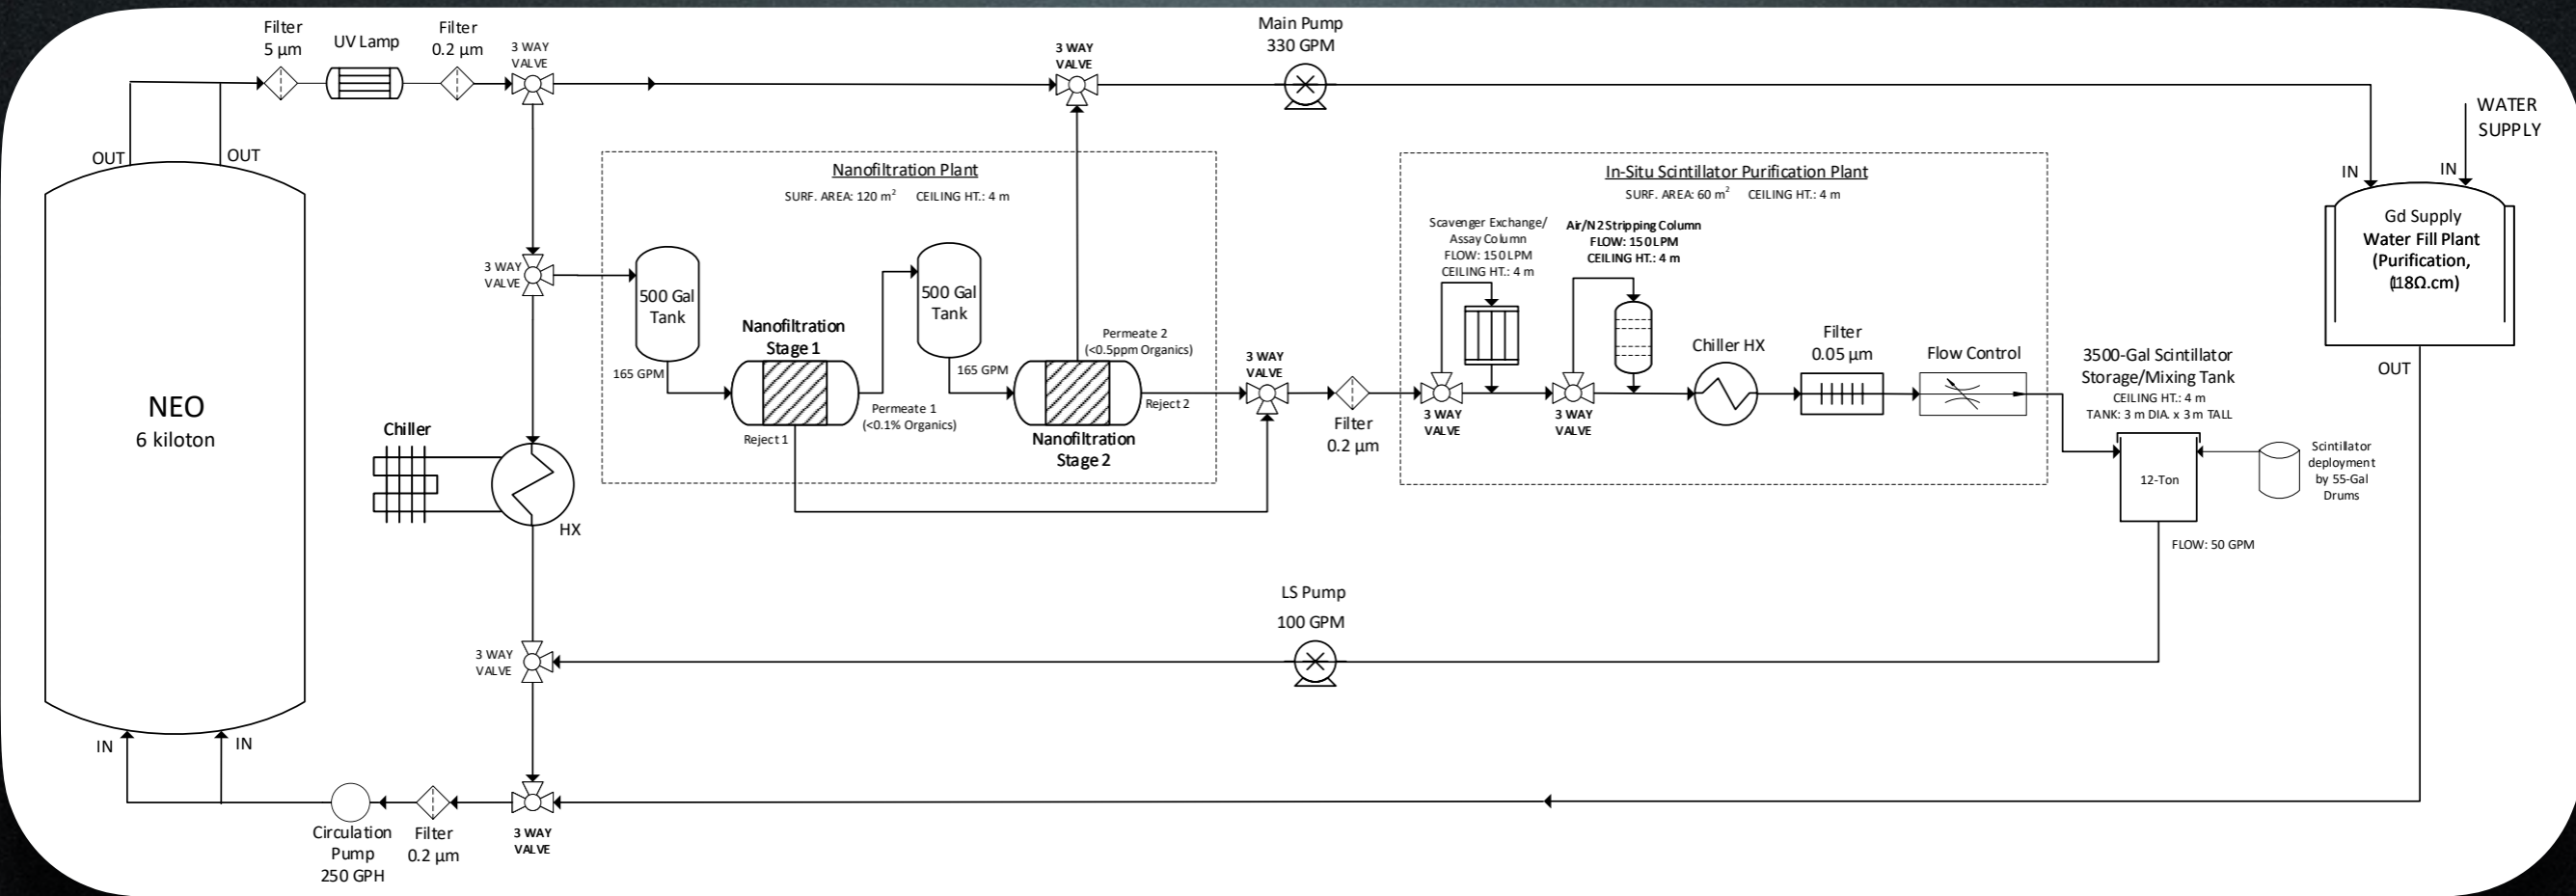 Filter
5 µm
UV Lamp
Filter
0.2 µm
3 WAY
VALVE
3 WAY
VALVE
Main Pump
330 GPM
WATER
SUPPLY
OUT
OUT
IN
IN
NEO
6 kiloton
IN
IN
Chiller
HX
3 WAY
VALVE
Nanofiltration Plant
SURF. AREA: 120 m²
CEILING HT.: 4 m
500 Gal
Tank
165 GPM
Nanofiltration
Stage 1
Reject 1
Permeate 1
(<0.1% Organics)
500 Gal
Tank
165 GPM
Permeate 2
(<0.5ppm Organics)
Nanofiltration
Stage 2
Reject 2
3 WAY
VALVE
Filter
0.2 µm
In-Situ Scintillator Purification Plant
SURF. AREA: 60 m²
CEILING HT.: 4 m
Scavenger Exchange/
Assay Column
FLOW: 150 LPM
CEILING HT.: 4 m
Air/N2 Stripping Column
FLOW: 150 LPM
CEILING HT.: 4 m
3 WAY
VALVE
3 WAY
VALVE
Chiller HX
Filter
0.05 µm
Flow Control
Gd Supply
Water Fill Plant
(Purification,
(18Ω.cm)
OUT
3500-Gal Scintillator
Storage/Mixing Tank
CEILING HT.: 4 m
TANK: 3 m DIA. x 3 m TALL
12-Ton
Scintillator
deployment
by 55-Gal
Drums
FLOW: 50 GPM
LS Pump
100 GPM
3 WAY
VALVE
3 WAY
VALVE
Circulation
Pump
250 GPH
Filter
0.2 µm